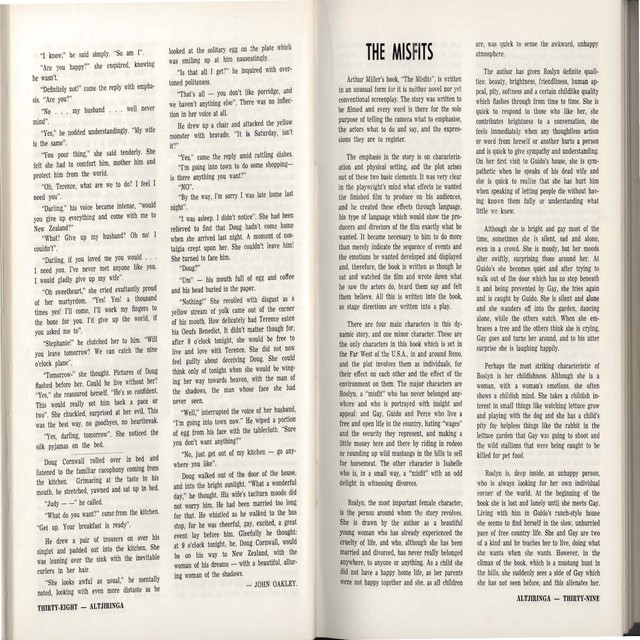 "I know," he said simply. "So am I".
"Are you happy?" she enquired, knowing
he wasn't.
"Definitely not!" came the reply with empha-
sis. "Are you?"
"No . . . my husband . . . well never
mind".
"Yes," he nodded understandingly. "My wife
is the same".
"You poor thing," she said tenderly. She
felt she had to comfort him, mother him and
protect him from the world.
"Oh, Terence, what are we to do? I feel I
need you".
"Darling," his voice became intense, "would
you give up everything and come with me to
New Zealand?"
"What! Give up my husband? Oh no! I
couldn't".
"Darling, if you loved me you would . . .
I need you. I've never met anyone like you.
I would gladly give up my wife".
"Oh sweetheart," she cried exultantly proud
of her martyrdom. "Yes! Yes! a thousand
times yes! I'll come, I'll work my fingers to
the bone for you. I'd give up the world, if
you asked me to".
"Stephanie!" he clutched her to him. "Will
you leave tomorrow? We can catch the nine
o'clock plane".
"Tomorrow—" she thought. Pictures of Doug
flashed before her. Could he live without her?
"Yes," she reassured herself. "He's so confident.
This would really set him back a pace or
two". She chuckled, surprised at her evil. This
was the best way, no goodbyes, no heartbreak.
"Yes, darling, tomorrow". She noticed the
silk pyjamas on the bed.
Doug Cornwall rolled over in bed and
listened to the familiar cacophony coming from
the kitchen. Grimacing at the taste in his
mouth, he stretched, yawned and sat up in bed.
"Judy — —" he called.
"What do you want?" came from the kitchen.
"Get up. Your breakfast is ready".
He drew a pair of trousers on over his
singlet and padded out into the kitchen. She
was leaning over the sink with the inevitable
curlers in her hair.
"She looks awful as usual," he mentally
noted, looking with even more distaste as he
THIRTY-EIGHT — ALTJIRINGA
looked at the solitary egg on the plate which
was smiling up at him nauseatingly.
"Is that all I get?" he inquired with over-
toned politeness.
"That's all — you don't like porridge, and
we haven't anything else". There was no inflec-
tion in her voice at all.
He drew up a chair and attacked the yellow
monster with bravado. "It is Saturday, isn't
it?"
"Yes," came the reply amid rattling dishes.
"I'm going into town to do some shopping—
is there anything you want?"
"NO".
"By the way, I'm sorry I was late home last
night".
"I was asleep. I didn't notice". She had been
relieved to find that Doug hadn't come home
when she arrived last night. A moment of nos-
talgia crept upon her. She couldn't leave him!
She turned to face him.
"Doug?"
"Um" — his mouth full of egg and coffee
and his head buried in the paper.
"Nothing!" She recoiled with disgust as a
yellow stream of yolk came out of the corner
of his mouth. How delicately had Terence eaten
his Oeufs Benedict. It didn't matter though for,
after 9 o'clock tonight, she would be free to
live and love with Terence. She did not now
feel guilty about deceiving Doug. She could
think only of tonight when she would be wing-
ing her way towards heaven, with the man of
the shadows, the man whose face she had
never seen.
"Well," interrupted the voice of her husband,
"I'm going into town now." He wiped a portion
of egg from his face with the tablecloth. "Sure
you don't want anything?"
"No, just get out of my kitchen — go any-
where you like".
Doug walked out of the door of the house,
and into the bright sunlight. "What a wonderful
day," he thought. His wife's taciturn moods did
not worry him. He had been married too long
for that. He whistled as he walked to the bus
stop, for he was cheerful, gay, excited, a great
event lay before him. Gleefully he thought:
at 9 o'clock tonight, he, Doug Cornwall, would
be on his way to New Zealand, with the
woman of his dreams — with a beautiful, allur-
ing woman of the shadows.
— JOHN OAKLEY.
THE MISFITS
Arthur Miller's book, "The Misfits", is written
in an unusual form for it is neither novel nor yet
conventional screenplay. The story was written to
be filmed and every word is there for the sole
purpose of telling the camera what to emphasise,
the actors what to do and say, and the expres-
sions they are to register.
The emphasis in the story is on characteriz-
ation and physical setting, and the plot arises
out of these two basic elements. It was very clear
in the playwright's mind what effects he wanted
the finished film to produce on his audiences,
and he created these effects through language,
his type of language which would show the pro-
ducers and directors of the film exactly what he
wanted. It became necessary to him to do more
than merely indicate the sequence of events and
the emotions he wanted developed and displayed
and, therefore, the book is written as though he
sat and watched the film and wrote down what
he saw the actors do, heard them say and felt
them believe. All this is written into the book,
as stage directions are written into a play.
There are four main characters in this dy-
namic story, and one minor character. These are
the only characters in this book which is set in
the Far West of the U.S.A., in and around Reno,
and the plot involves them as individuals, for
their effect on each other and the effect of the
environment on them. The major characters are
Roslyn, a "misfit" who has never belonged any-
where and who is portrayed with insight and
appeal: and Gay, Guido and Perce who live a
free and open life in the country, hating "wages"
and the security they represent, and making a
little money here and there by riding in rodeos
or rounding up wild mustangs in the hills to sell
for horsemeat. The other character is Isabelle
who is, in a small way, a "misfit" with an odd
delight in witnessing divorces.
Roslyn, the most important female character,
is the person around whom the story revolves.
She is drawn by the author as a beautiful
young woman who has already experienced the
cruelty of life, and who, although she has been
married and divorced, has never really belonged
anywhere, to anyone or anything. As a child she
did not have a happy home life, as her parents
were not happy together and she, as all children
are, was quick to sense the awkward, unhappy
atmosphere.
The author has given Roslyn definite quali-
ties: beauty, brightness, friendliness, human ap-
peal, pity, softness and a certain childlike quality
which flashes through from time to time. She is
quick to respond to those who like her, she
contributes brightness to a conversation, she
feels immediately when any thoughtless action
or word from herself or another hurts a person
and is quick to give sympathy and understanding.
On her first visit to Guido's house, she is sym-
pathetic when he speaks of his dead wife and
she is quick to realize that she has hurt him
when speaking of letting people die without hav-
ing known them fully or understanding what
little we knew.
Although she is bright and gay most of the
time, sometimes she is silent, sad and alone,
even in a crowd. She is moody, but her moods
alter swiftly, surprising those around her. At
Guido's she becomes quiet and after trying to
walk out of the door which has no step beneath
it and being prevented by Gay, she tries again
and is caught by Guido. She is silent and alone
and she wanders off into the garden, dancing
alone, while the others watch. When she em-
braces a tree and the others think she is crying,
Gay goes and turns her around, and to his utter
surprise she is laughing happily.
Perhaps the most striking characteristic of
Roslyn is her childishness. Although she is a
woman, with a woman's emotions, she often
shows a childish mind. She takes a childish in-
terest in small things like watching lettuce grow
and playing with the dog and she has a child's
pity for helpless things like the rabbit in the
lettuce garden that Gay was going to shoot and
the wild stallions that were being caught to be
killed for pet food.
Roslyn is, deep inside, an unhappy person,
who is always looking for her own individual
corner of the world. At the beginning of the
book she is lost and lonely until she meets Gay.
Living with him in Guido's ranch-style house
she seems to find herself in the slow, unhurried
pace of free country life. She and Gay are two
of a kind and he teaches her to live, doing what
she wants when she wants. However, in the
climax of the book, which is a mustang hunt in
the hills, she suddenly sees a side of Gay which
she has not seen before, and this alienates her.
ALTJIRINGA — THIRTY-NINE